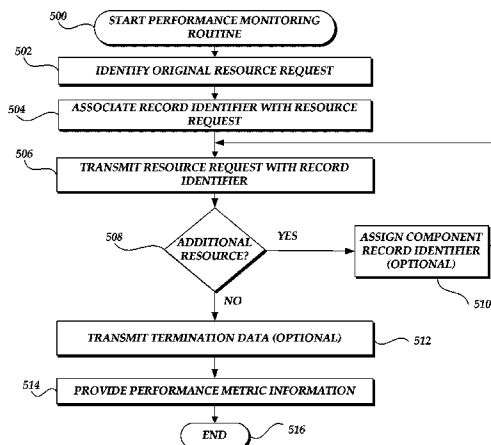 500
START PERFORMANCE MONITORING
ROUTINE
502
IDENTIFY ORIGINAL RESOURCE REQUEST
504
ASSOCIATE RECORD IDENTIFIER WITH RESOURCE
REQUEST
506
TRANSMIT RESOURCE REQUEST WITH RECORD
IDENTIFIER
508
ADDITIONAL
RESOURCE?
YES
ASSIGN COMPONENT
RECORD IDENTIFIER
(OPTIONAL)
510
NO
TRANSMIT TERMINATION DATA (OPTIONAL)
512
514
PROVIDE PERFORMANCE METRIC INFORMATION
END
516